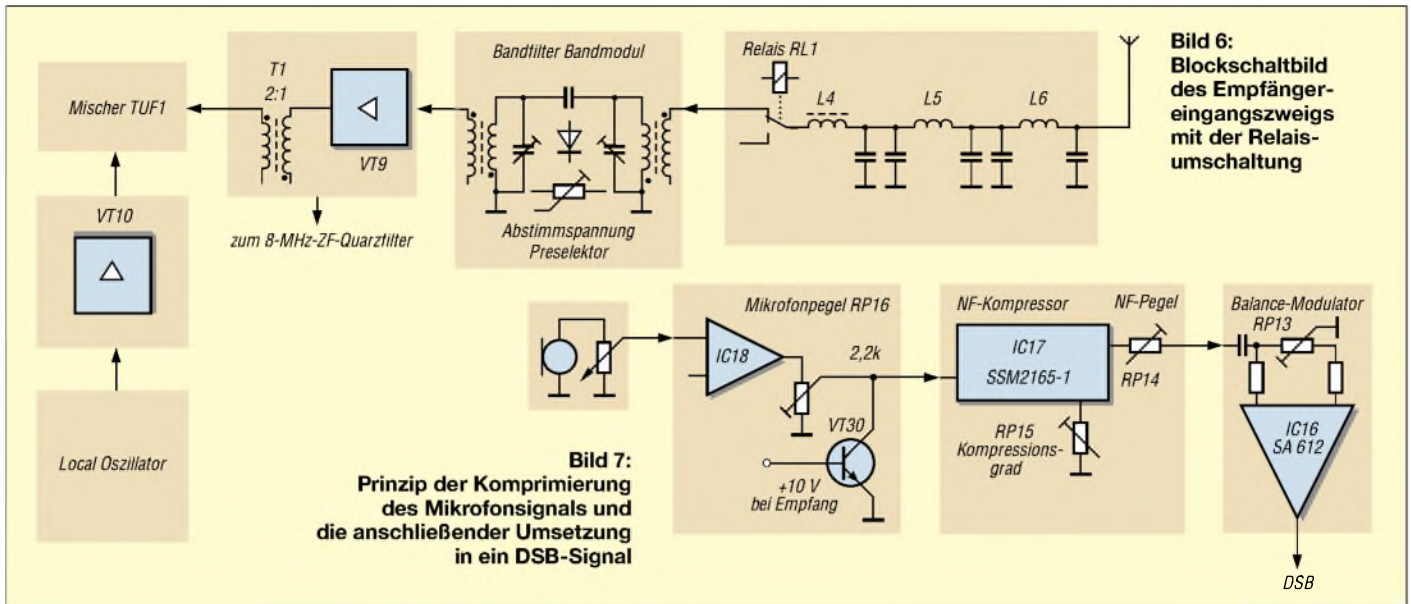 Mischer TUF1
T1
2:1
VT9
zum 8-MHz-ZF-Quarzfilter
VT10
Local Oszillator
Bandfilter Bandmodul
Abstimmspannung
Preselektor
Relais RL1
L4
L5
L6
Bild 6:
Blockschaltbild
des Empfänger-
eingangszweigs
mit der Relais-
umschaltung
Mikrofonpegel RP16
IC18
2,2k
VT30
+10 V
bei Empfang
NF-Kompressor
NF-Pegel
IC17
SSM2165-1
RP14
RP15
Kompressions-
grad
Balance-Modulator
RP13
IC16
SA 612
DSB
Bild 7:
Prinzip der Komprimierung
des Mikrofonsignals und
die anschließender Umsetzung
in ein DSB-Signal